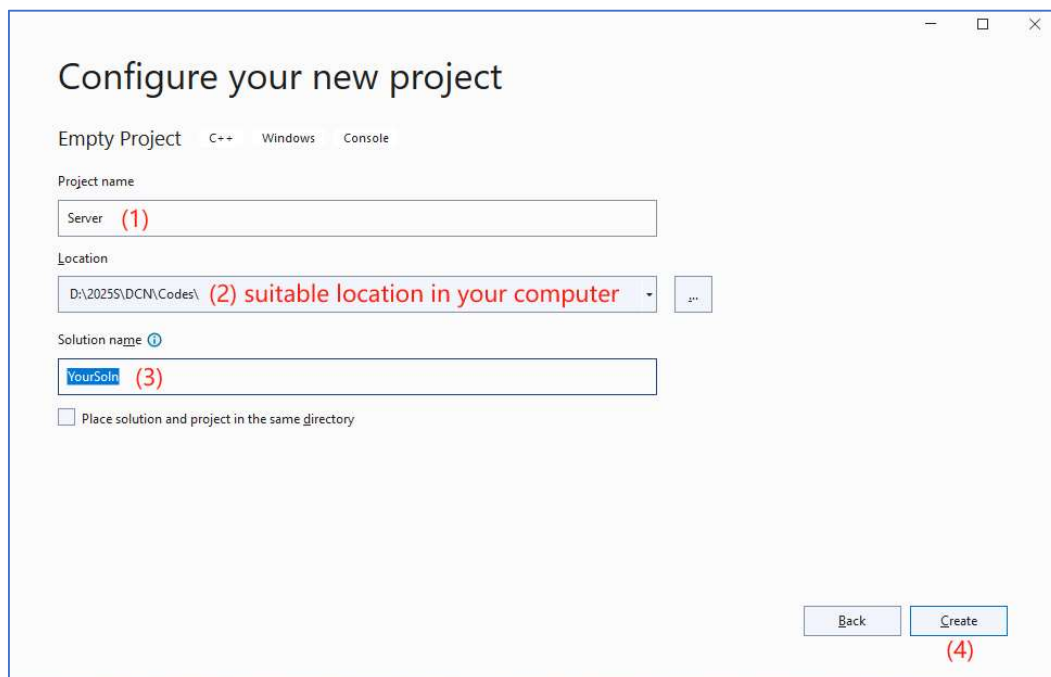 Configure your new project
Empty Project C++ Windows Console
Project name
Server (1)
Location
D:\2025S\DCN\Codes\ (2) suitable location in your computer ...
Solution name
YourSoln (3)
Place solution and project in the same directory
Back Create
(4)